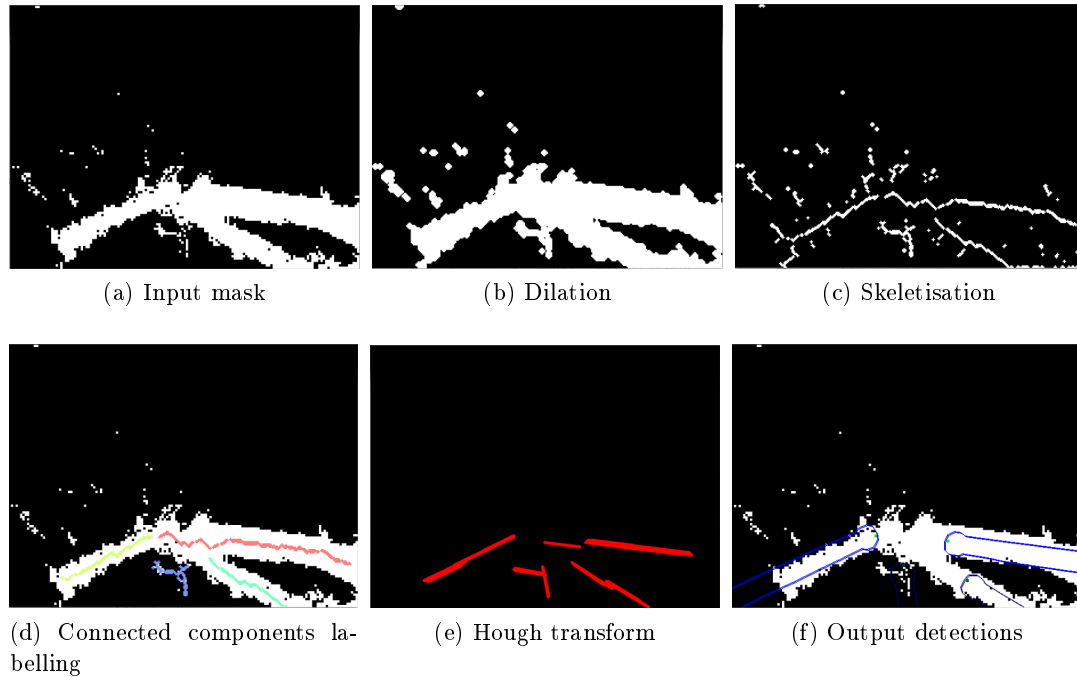 (a) Input mask
(b) Dilation
(c) Skeletisation
(d) Connected components la-
belling
(e) Hough transform
(f) Output detections